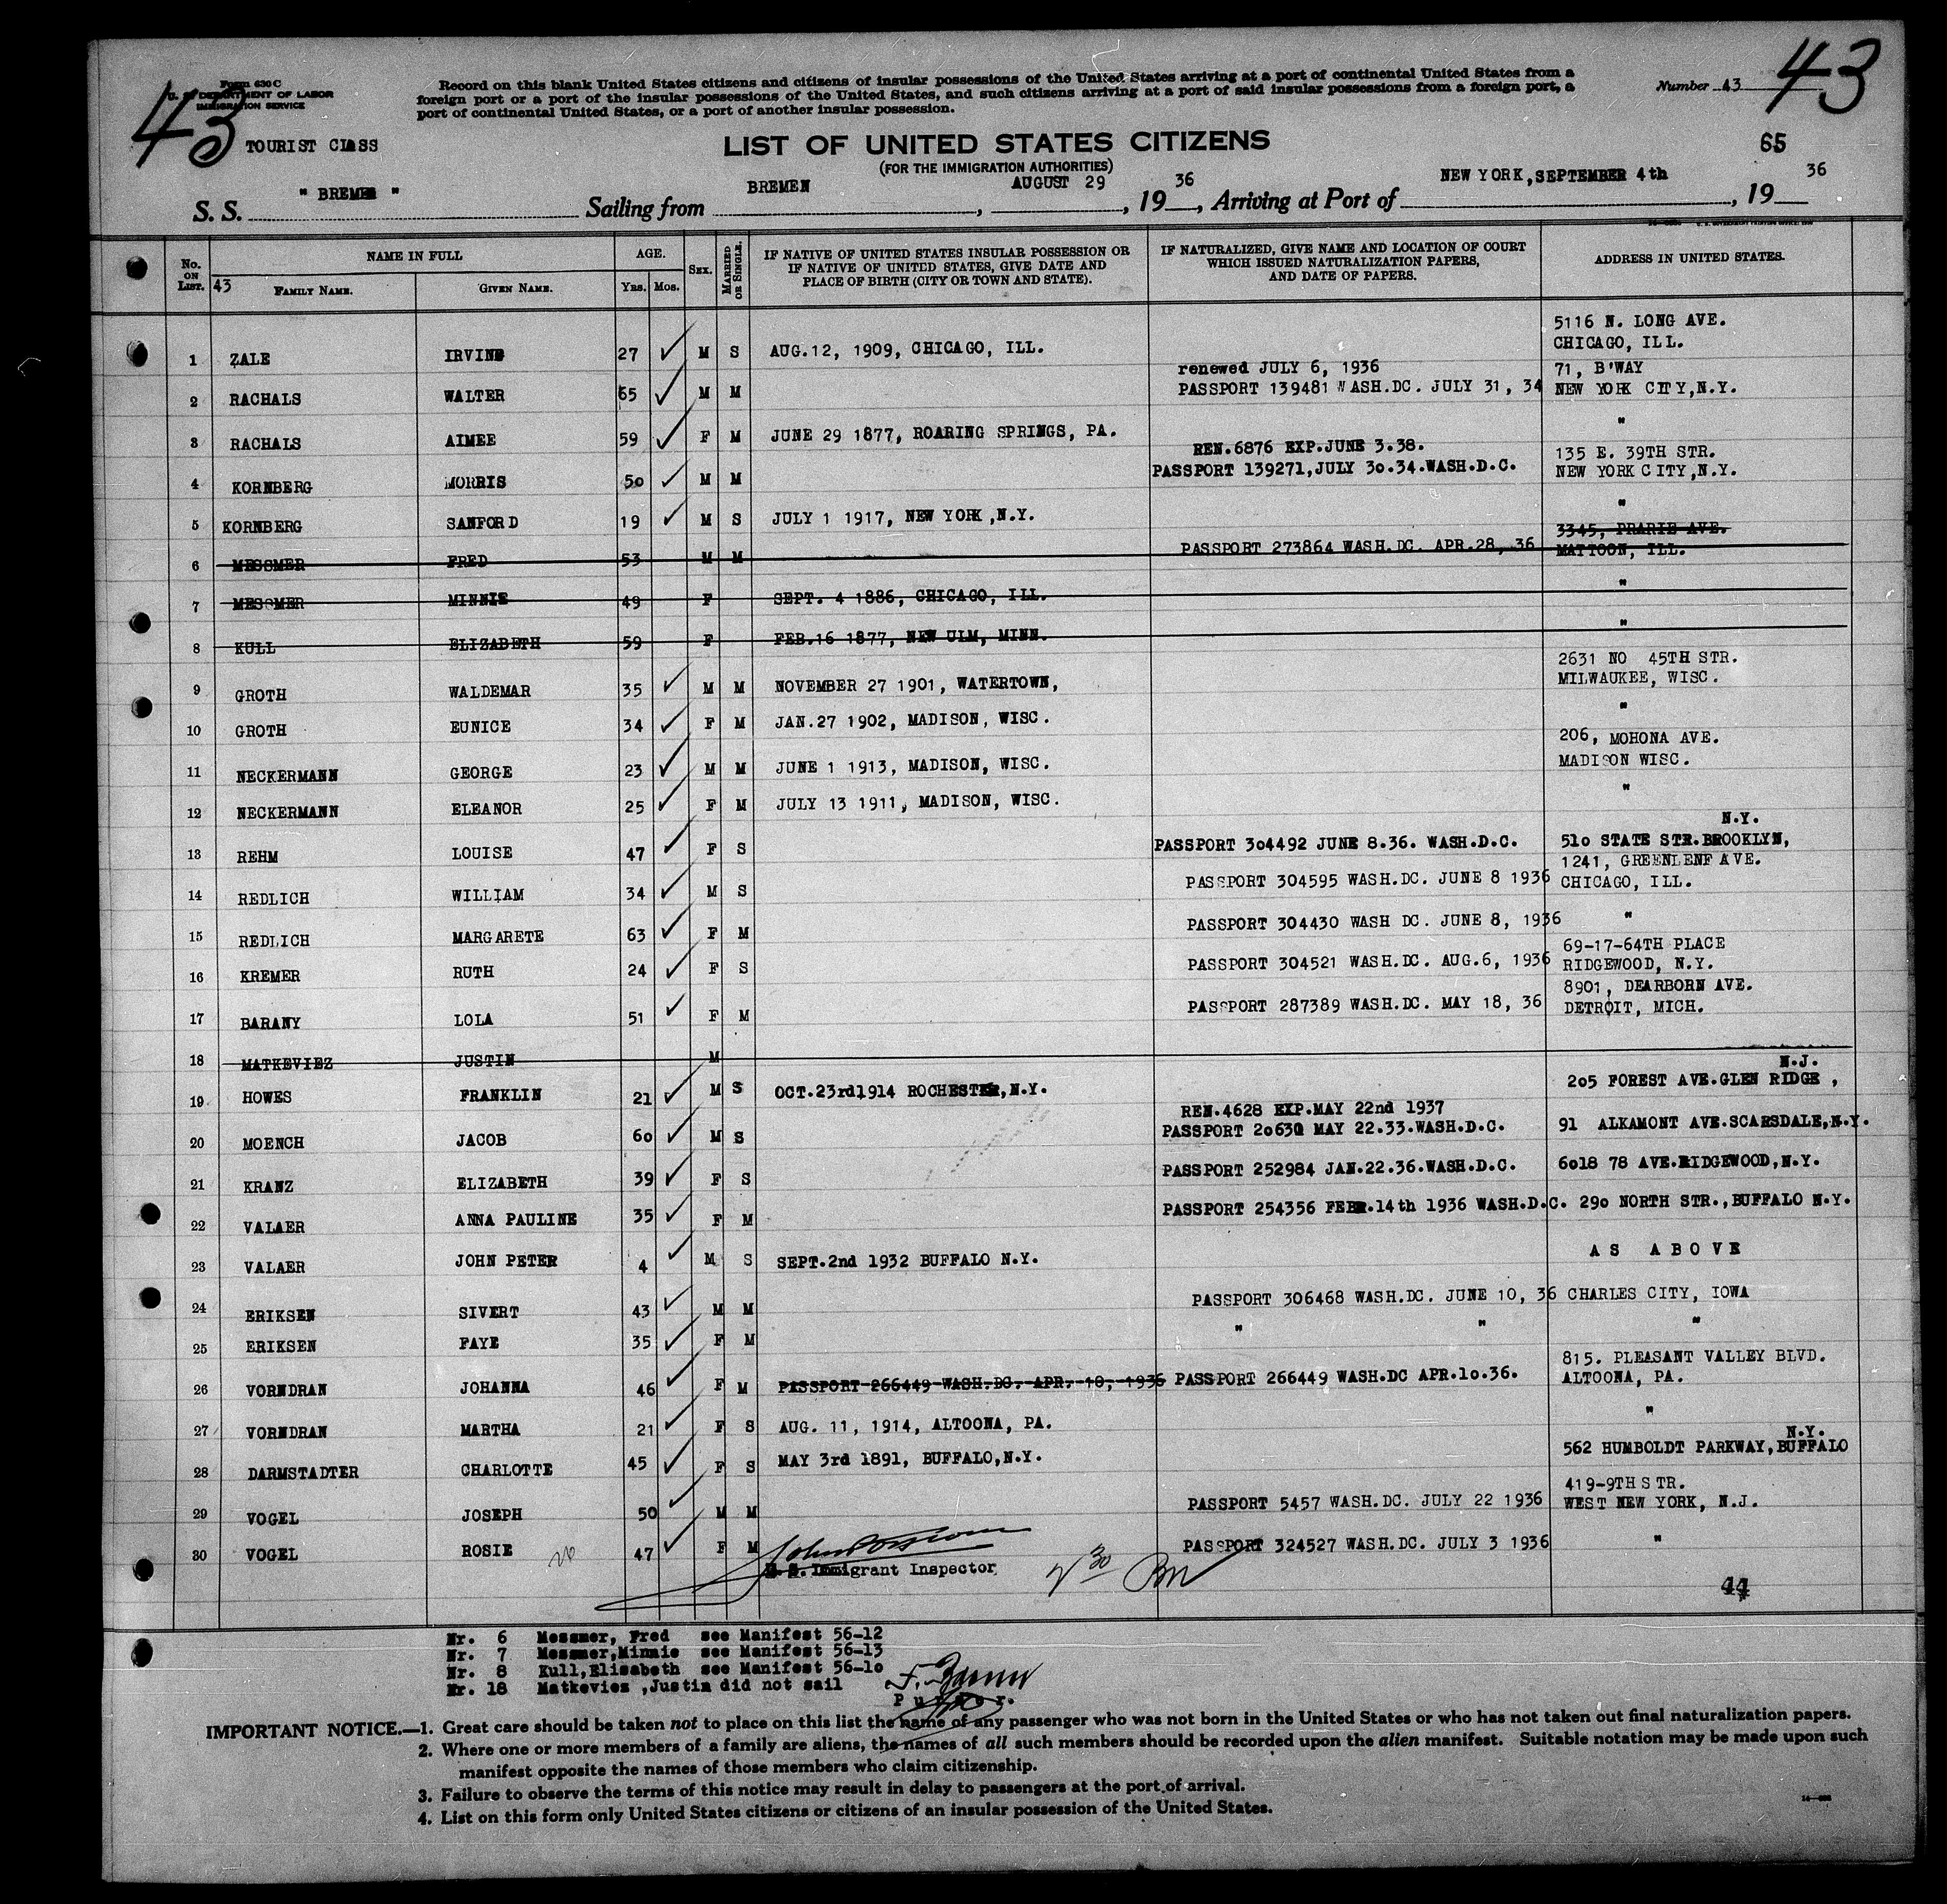 43
Form 630 C
U. S. DEPARTMENT OF LABOR
IMMIGRATION SERVICE
Record on this blank United States citizens and citizens of insular possessions of the United States arriving at a port of continental United States from a
foreign port or a port of the insular possessions of the United States, and such citizens arriving at a port of said insular possessions from a foreign port, a
port of continental United States, or a port of another insular possession.
Number 43
43
TOURIST CLASS
LIST OF UNITED STATES CITIZENS
(FOR THE IMMIGRATION AUTHORITIES)
65
S. S. " BREMEN " Sailing from BREMEN, AUGUST 29, 1936, Arriving at Port of NEW YORK, SEPTEMBER 4th, 1936
No. ON LIST. 43 NAME IN FULL FAMILY NAME. GIVEN NAME. AGE. YRS. MOS. SEX. MARRIED OR SINGLE. IF NATIVE OF UNITED STATES INSULAR POSSESSION OR IF NATIVE OF UNITED STATES, GIVE DATE AND PLACE OF BIRTH (CITY OR TOWN AND STATE). IF NATURALIZED, GIVE NAME AND LOCATION OF COURT WHICH ISSUED NATURALIZATION PAPERS, AND DATE OF PAPERS. ADDRESS IN UNITED STATES.
1 ZALE IRVING 27 ✓ M S AUG.12, 1909, CHICAGO, ILL. 5116 N. LONG AVE. CHICAGO, ILL.
2 RACHALS WALTER 65 ✓ M M renewed JULY 6, 1936 PASSPORT 139481 WASH.DC. JULY 31, 34 71, B'WAY NEW YORK CITY,N.Y.
3 RACHALS AIMEE 59 ✓ F M JUNE 29 1877, ROARING SPRINGS, PA. "
4 KORNBERG MORRIS 50 ✓ M M REN.6876 EXP.JUNE 3.38. PASSPORT 139271,JULY 30.34.WASH.D.C. 135 E. 39TH STR. NEW YORK CITY,N.Y.
5 KORNBERG SANFORD 19 ✓ M S JULY 1 1917, NEW YORK,N.Y. "
6 MESSMER FRED 53 M M PASSPORT 273864 WASH.DC. APR.28, 36 3345, PRARIE AVE. MATTOON, ILL.
7 MESSMER MINNIE 49 F SEPT. 4 1886, CHICAGO, ILL. "
8 KULL ELIZABETH 59 F FEB.16 1877, NEW ULM, MINN. "
9 GROTH WALDEMAR 35 ✓ M M NOVEMBER 27 1901, WATERTOWN, 2631 NO 45TH STR. MILWAUKEE, WISC.
10 GROTH EUNICE 34 ✓ F M JAN.27 1902, MADISON, WISC. "
11 NECKERMANN GEORGE 23 ✓ M M JUNE 1 1913, MADISON, WISC. 206, MOHONA AVE. MADISON WISC.
12 NECKERMANN ELEANOR 25 ✓ F M JULY 13 1911, MADISON, WISC. "
13 REHM LOUISE 47 ✓ F S PASSPORT 304492 JUNE 8.36. WASH.D.C. N.Y. 510 STATE STR.BROOKLYN,
14 REDLICH WILLIAM 34 ✓ M S PASSPORT 304595 WASH.DC. JUNE 8 1936 1241, GREENLENF AVE. CHICAGO, ILL.
15 REDLICH MARGARETE 63 ✓ F M PASSPORT 304430 WASH DC. JUNE 8, 1936 "
16 KREMER RUTH 24 ✓ F S PASSPORT 304521 WASH.DC. AUG.6, 1936 69-17-64TH PLACE RIDGEWOOD, N.Y.
17 BARANY LOLA 51 ✓ F M PASSPORT 287389 WASH.DC. MAY 18, 36 8901, DEARBORN AVE. DETROIT, MICH.
18 MATKEVIEZ JUSTIN M
19 HOWES FRANKLIN 21 ✓ M S OCT.23rd1914 ROCHESTER,N.Y. N.J. 205 FOREST AVE.GLEN RIDGE,
20 MOENCH JACOB 60 ✓ M S REN.4628 EXP.MAY 22nd 1937 PASSPORT 20630 MAY 22.33.WASH.D.C. 91 ALKAMONT AVE.SCARSDALE,N.Y.
21 KRANZ ELIZABETH 39 ✓ F S PASSPORT 252984 JAN.22.36.WASH.D.C. 6018 78 AVE.RIDGEWOOD,N.Y.
22 VALAER ANNA PAULINE 35 ✓ F M PASSPORT 254356 FEBR.14th 1936 WASH.D.C. 290 NORTH STR.,BUFFALO N.Y.
23 VALAER JOHN PETER 4 ✓ M S SEPT.2nd 1932 BUFFALO N.Y. AS ABOVE
24 ERIKSEN SIVERT 43 ✓ M M PASSPORT 306468 WASH.DC. JUNE 10, 36 CHARLES CITY, IOWA
25 ERIKSEN FAYE 35 ✓ F M " " "
26 VORNDRAN JOHANNA 46 ✓ F M PASSPORT 266449 WASH.DC. APR. 10, 1936 PASSPORT 266449 WASH.DC APR.10.36. 815. PLEASANT VALLEY BLVD. ALTOONA, PA.
27 VORNDRAN MARTHA 21 ✓ F S AUG. 11, 1914, ALTOONA, PA. "
28 DARMSTADTER CHARLOTTE 45 ✓ F S MAY 3rd 1891, BUFFALO,N.Y. N.Y. 562 HUMBOLDT PARKWAY,BUFFALO
29 VOGEL JOSEPH 50 ✓ M M PASSPORT 5457 WASH.DC. JULY 22 1936 419-9TH STR. WEST NEW YORK, N.J.
30 VOGEL ROSIE 47 ✓ F M PASSPORT 324527 WASH.DC. JULY 3 1936 "
26
U.S. Immigrant Inspector
30
44
Nr. 6 Messmer, Fred see Manifest 56-12
Nr. 7 Messmer,Minnie see Manifest 56-13
Nr. 8 Kull,Elisabeth see Manifest 56-10
Nr. 18 Matkeviez ,Justin did not sail
Purser.
IMPORTANT NOTICE.—1. Great care should be taken not to place on this list the name of any passenger who was not born in the United States or who has not taken out final naturalization papers.
2. Where one or more members of a family are aliens, the names of all such members should be recorded upon the alien manifest. Suitable notation may be made upon such
manifest opposite the names of those members who claim citizenship.
3. Failure to observe the terms of this notice may result in delay to passengers at the port of arrival.
4. List on this form only United States citizens or citizens of an insular possession of the United States.